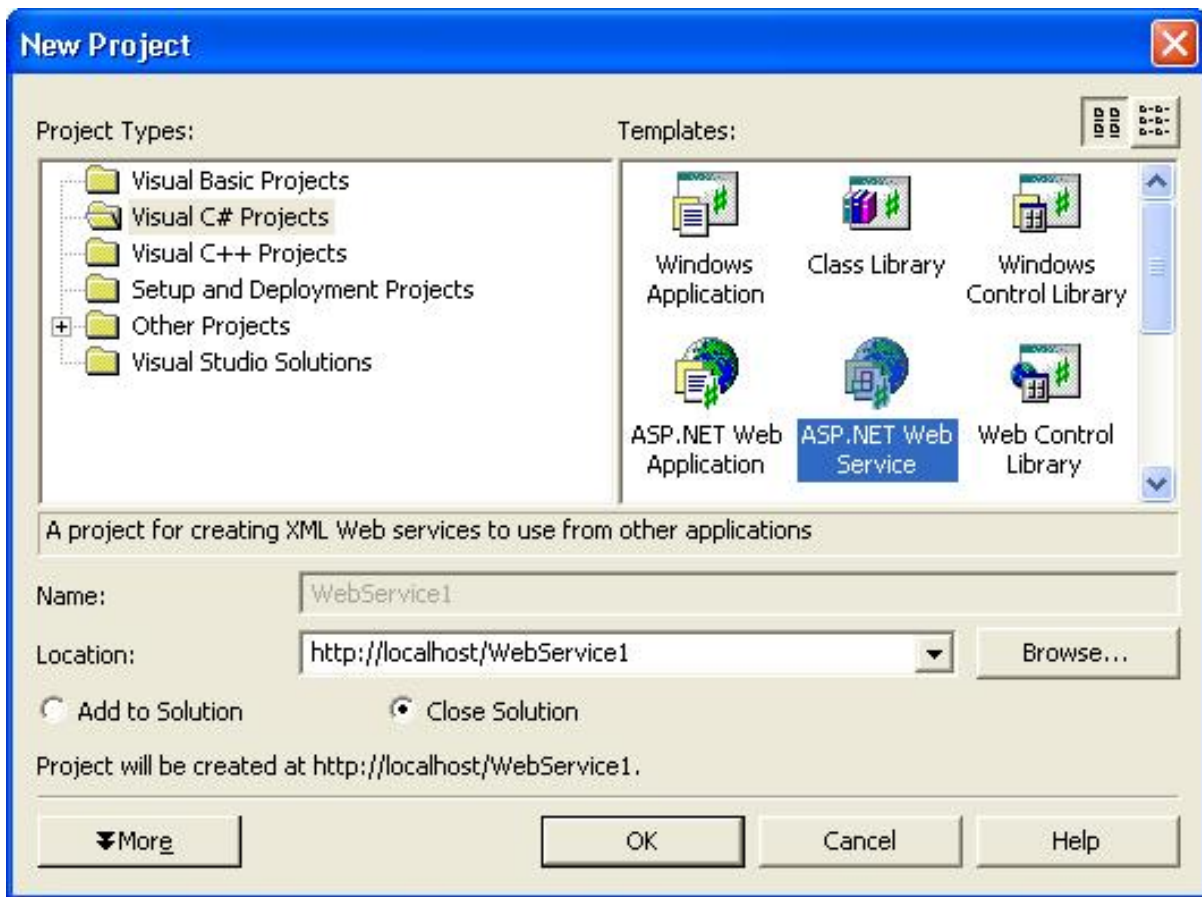 New Project
Project Types:
Templates:
Visual Basic Projects
Visual C# Projects
Visual C++ Projects
Setup and Deployment Projects
Other Projects
Visual Studio Solutions
Windows
Application
Class Library
Windows
Control Library
ASP.NET Web
Application
ASP.NET Web
Service
Web Control
Library
A project for creating XML Web services to use from other applications
Name:
WebService1
Location:
http://localhost/WebService1
Browse...
Add to Solution
Close Solution
Project will be created at http://localhost/WebService1.
More
OK
Cancel
Help